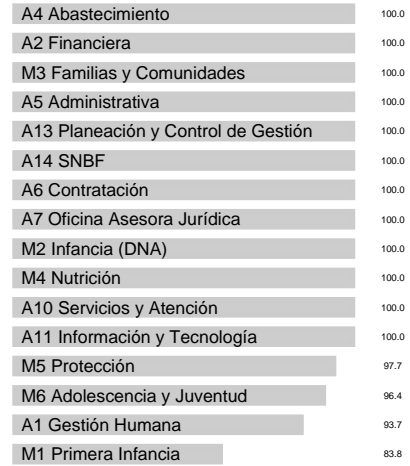 A4 Abastecimiento 100.0
A2 Financiera 100.0
M3 Familias y Comunidades 100.0
A5 Administrativa 100.0
A13 Planeación y Control de Gestión 100.0
A14 SNBF 100.0
A6 Contratación 100.0
A7 Oficina Asesora Jurídica 100.0
M2 Infancia (DNA) 100.0
M4 Nutrición 100.0
A10 Servicios y Atención 100.0
A11 Información y Tecnología 100.0
M5 Protección 97.7
M6 Adolescencia y Juventud 96.4
A1 Gestión Humana 93.7
M1 Primera Infancia 83.8